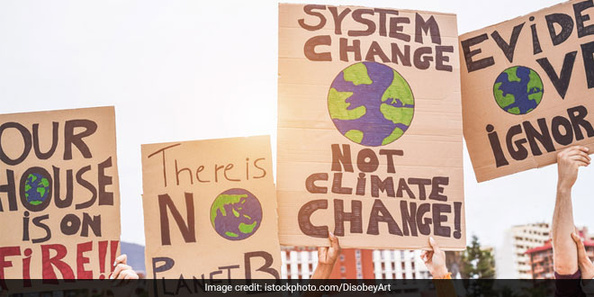 OUR
HOUSE
IS ON
FIRE!!
There is
NO
PLANET B
SYSTEM
CHANGE
NOT
CLIMATE
CHANGE!
EVIDE
OVE
IGNOR
Image credit: istockphoto.com/DisobeyArt